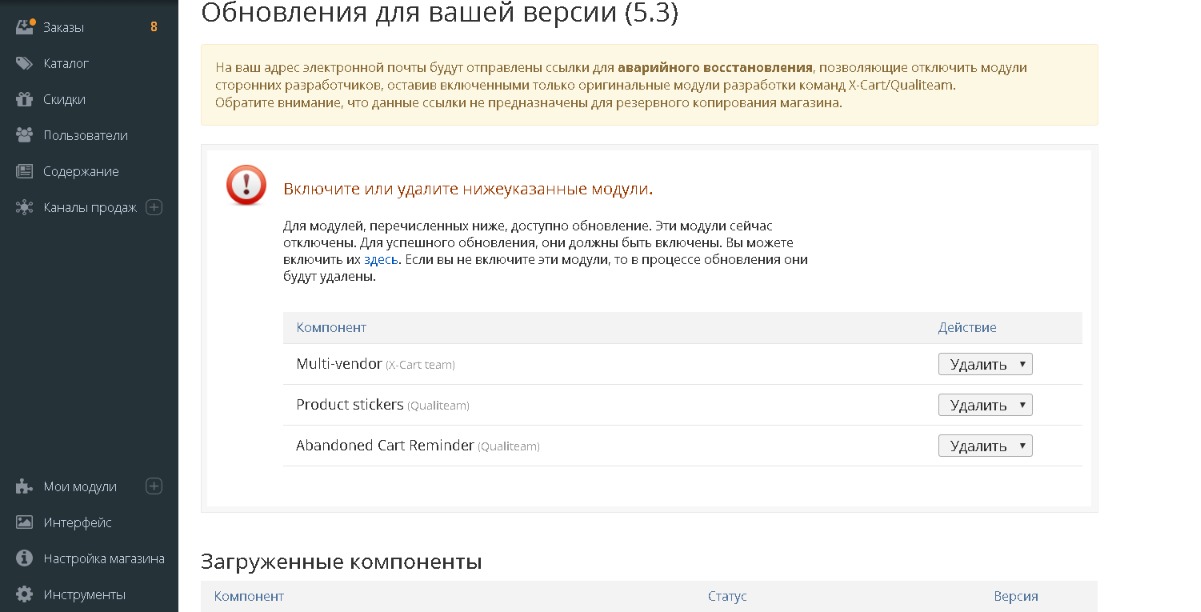 Заказы 8
Каталог
Скидки
Пользователи
Содержание
Каналы продаж
Мои модули
Интерфейс
Настройка магазина
Инструменты
Обновления для вашей версии (5.3)
На ваш адрес электронной почты будут отправлены ссылки для аварийного восстановления, позволяющие отключить модули
сторонних разработчиков, оставив включенными только оригинальные модули разработки команд X-Cart/Qualiteam.
Обратите внимание, что данные ссылки не предназначены для резервного копирования магазина.
Включите или удалите нижеуказанные модули.
Для модулей, перечисленных ниже, доступно обновление. Эти модули сейчас
отключены. Для успешного обновления, они должны быть включены. Вы можете
включить их здесь. Если вы не включите эти модули, то в процессе обновления они
будут удалены.
Компонент Действие
Multi-vendor (X-Cart team) Удалить
Product stickers (Qualiteam) Удалить
Abandoned Cart Reminder (Qualiteam) Удалить
Загруженные компоненты
Компонент Статус Версия